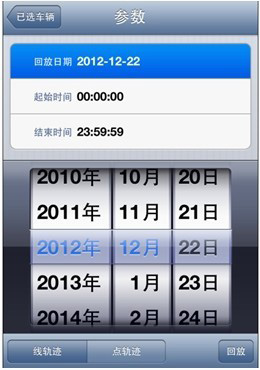 已选车辆 参数
回放日期 2012-12-22
起始时间 00:00:00
结束时间 23:59:59
2010年 10月 20日
2011年 11月 21日
2012年 12月 22日
2013年 1月 23日
2014年 2月 24日
线轨迹 点轨迹 回放